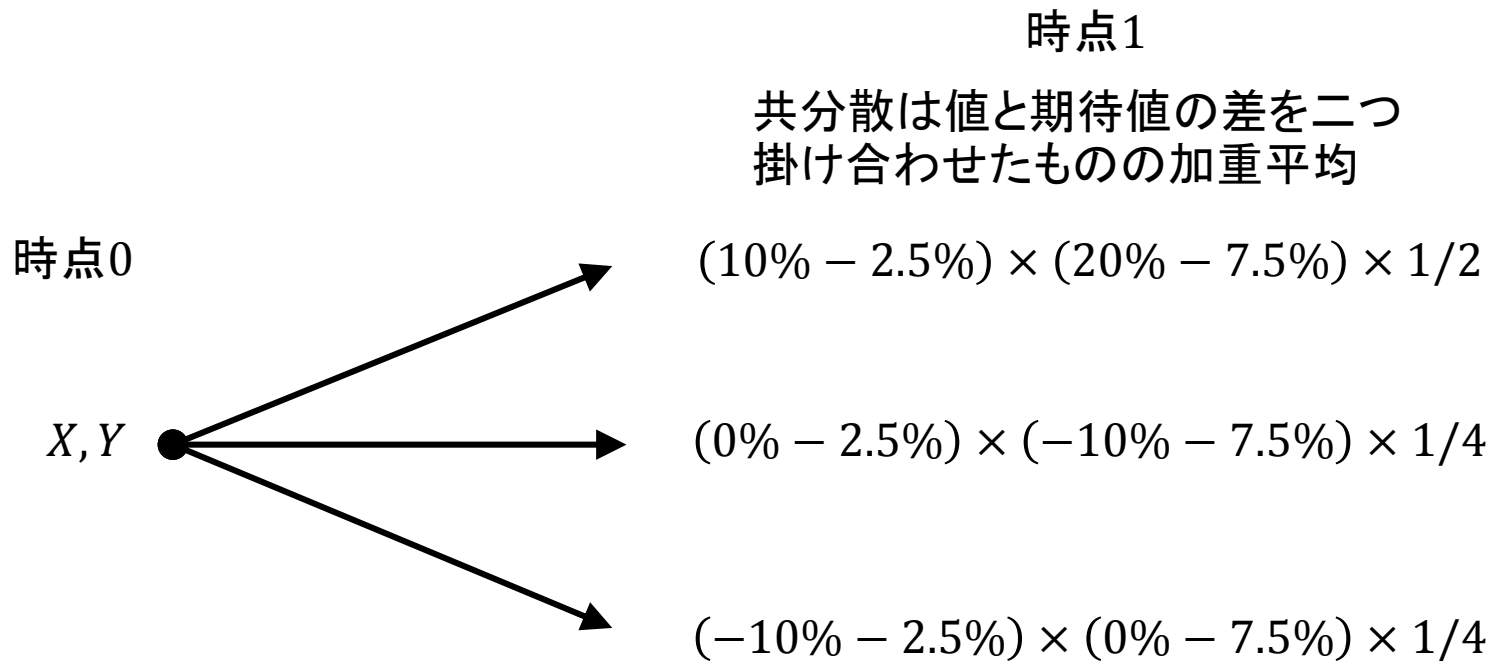 時点1
共分散は値と期待値の差を二つ
掛け合わせたものの加重平均
時点0
(10% − 2.5%) × (20% − 7.5%) × 1/2
X, Y
(0% − 2.5%) × (−10% − 7.5%) × 1/4
(−10% − 2.5%) × (0% − 7.5%) × 1/4